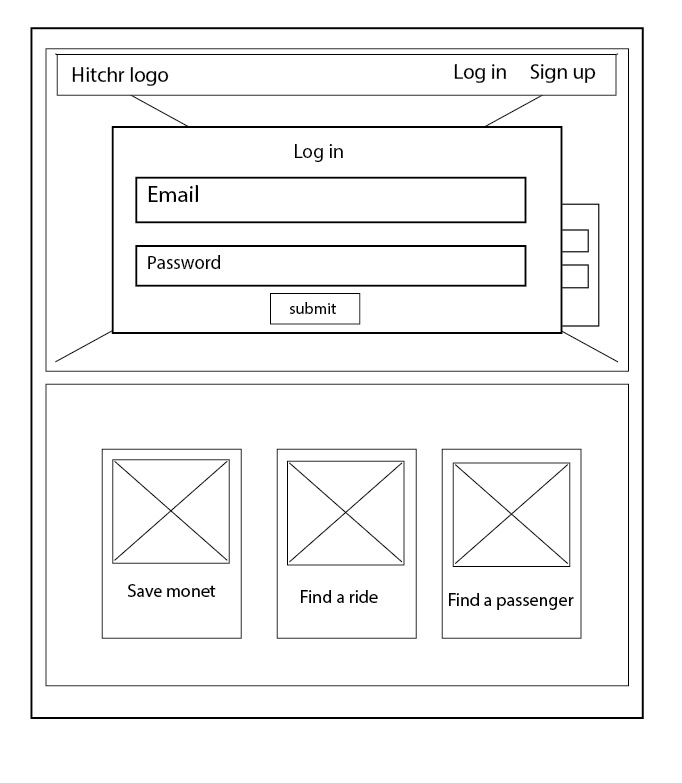 Hitchr logo
Log in
Sign up
Log in
Email
Password
submit
Save monet
Find a ride
Find a passenger